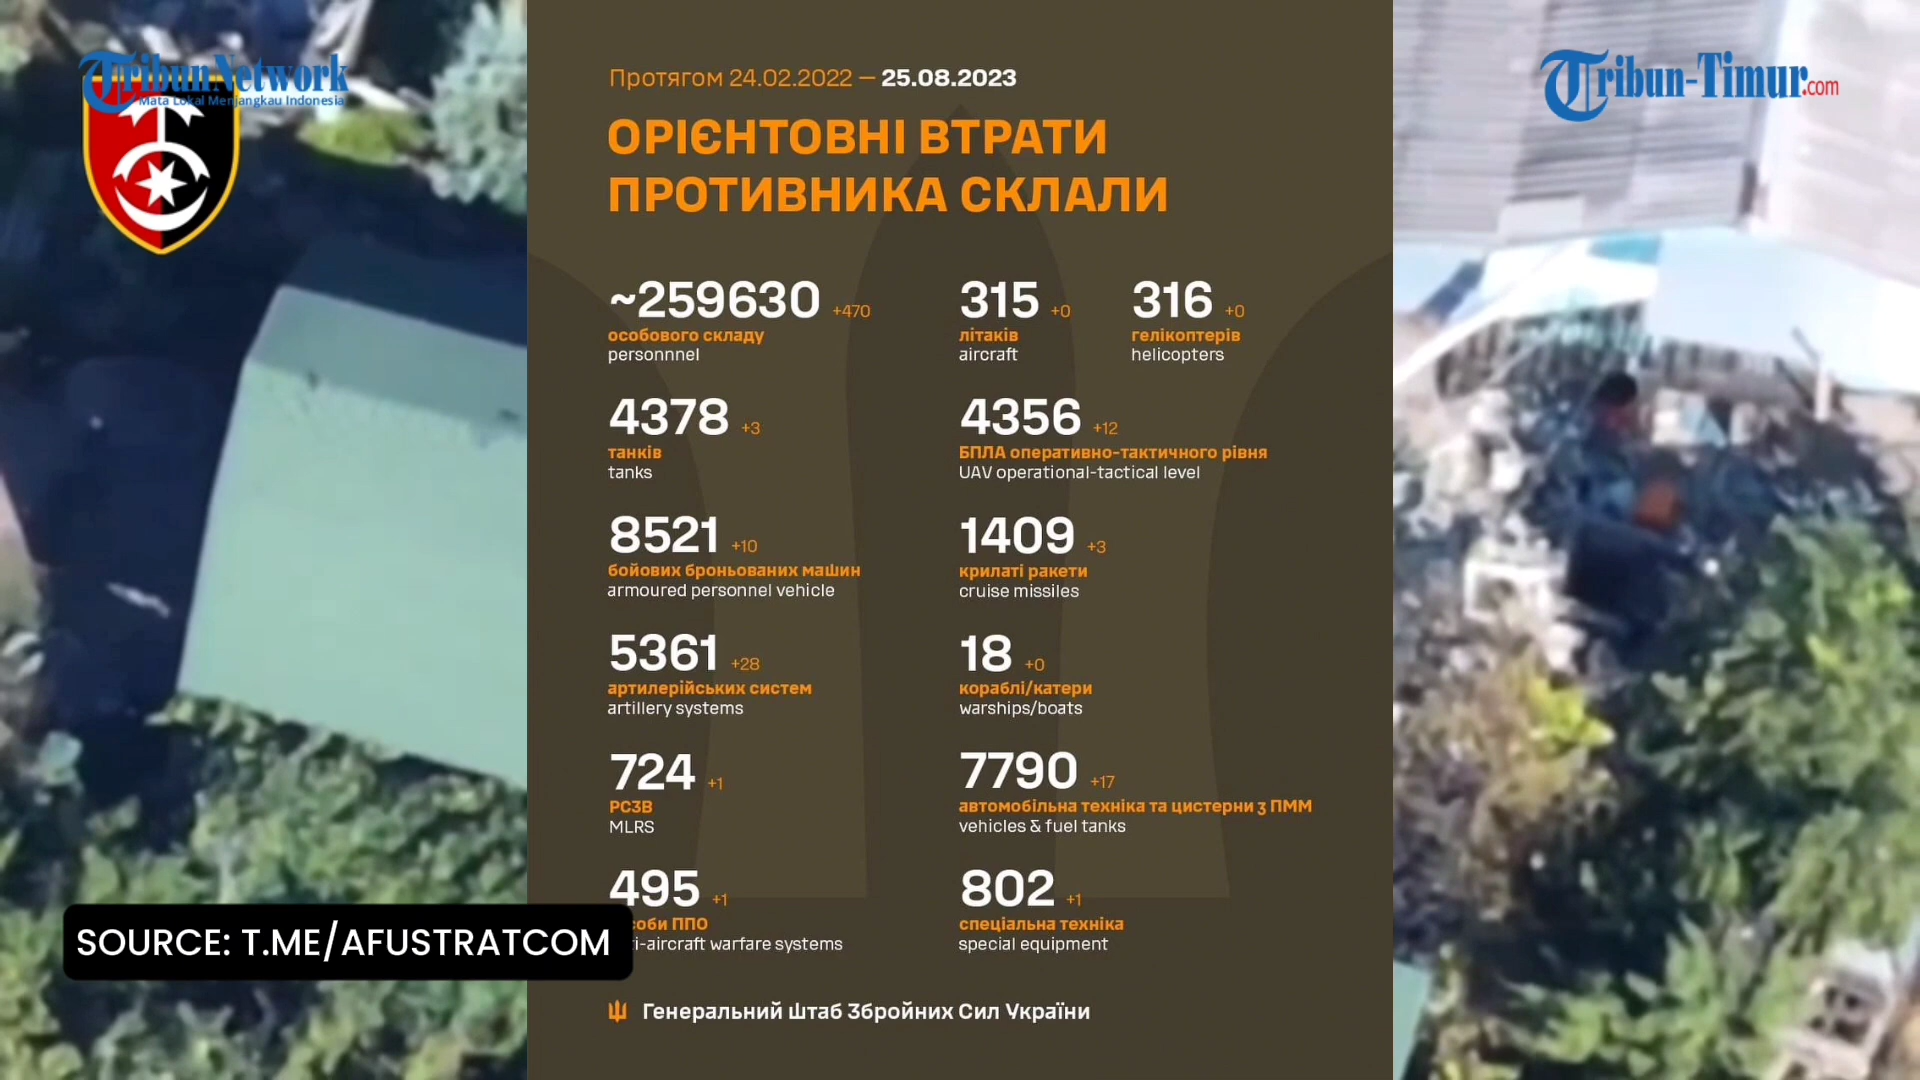 TribunNetwork
Mata Lokal Menjangkau Indonesia
Tribun-Timur.com
Протягом 24.02.2022 — 25.08.2023
ОРІЄНТОВНІ ВТРАТИ
ПРОТИВНИКА СКЛАЛИ
~259630 +470
особового складу
personnnel
315 +0
літаків
aircraft
316 +0
гелікоптерів
helicopters
4378 +3
танків
tanks
4356 +12
БПЛА оперативно-тактичного рівня
UAV operational-tactical level
8521 +10
бойових броньованих машин
armoured personnel vehicle
1409 +3
крилаті ракети
cruise missiles
5361 +28
артилерійських систем
artillery systems
18 +0
кораблі/катери
warships/boats
724 +1
РСЗВ
MLRS
7790 +17
автомобільна техніка та цистерни з ПММ
vehicles & fuel tanks
495 +1
соби ППО
ti-aircraft warfare systems
802 +1
спеціальна техніка
special equipment
SOURCE: T.ME/AFUSTRATCOM
Генеральний штаб Збройних Сил України